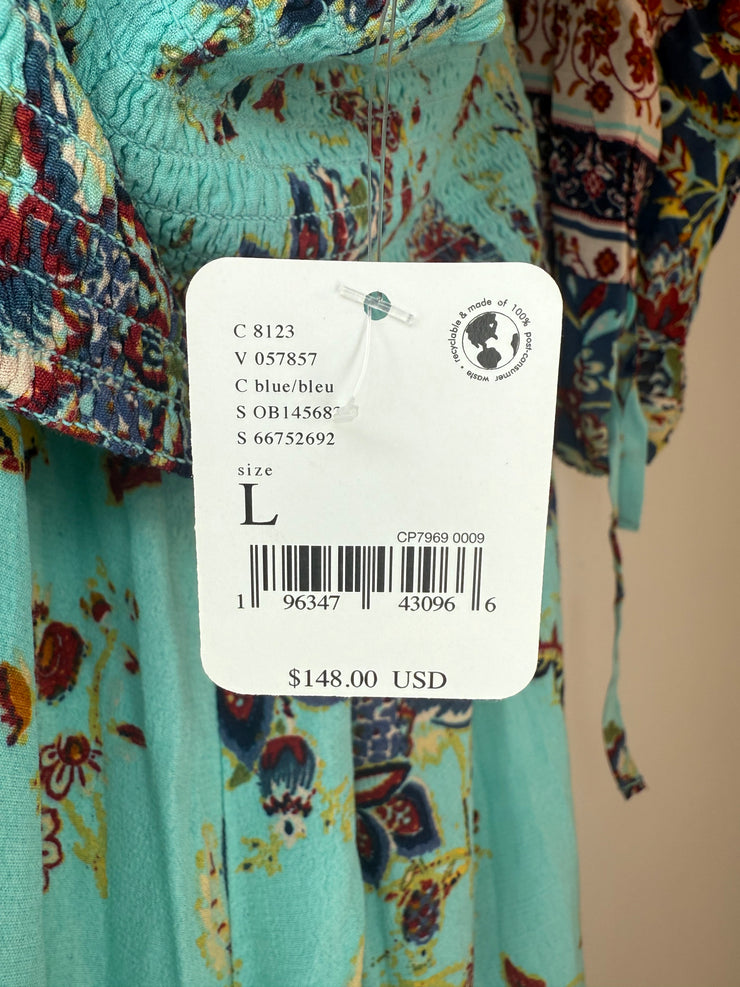 C 8123
V 057857
C blue/bleu
S 66752692
size
L
recyclable & made of 100% post-consumer waste •
CP7969 0009
1 96347 43096 6
$148.00 USD